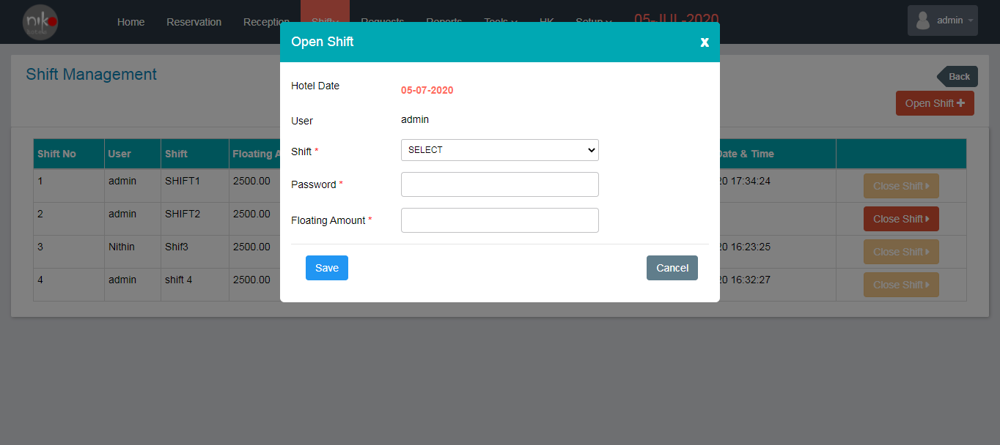 niko
hotels
Home Reservation Reception Shift Requests Reports Tools HK Setup 05-JUL-2020 admin
Open Shift x
Shift Management
Back
Open Shift +
Hotel Date 05-07-2020
User admin
Shift * SELECT
Password *
Floating Amount *
Save Cancel
Shift No User Shift Floating Date & Time
1 admin SHIFT1 2500.00 20 17:34:24 Close Shift
2 admin SHIFT2 2500.00 Close Shift
3 Nithin Shif3 2500.00 20 16:23:25 Close Shift
4 admin shift 4 2500.00 20 16:32:27 Close Shift